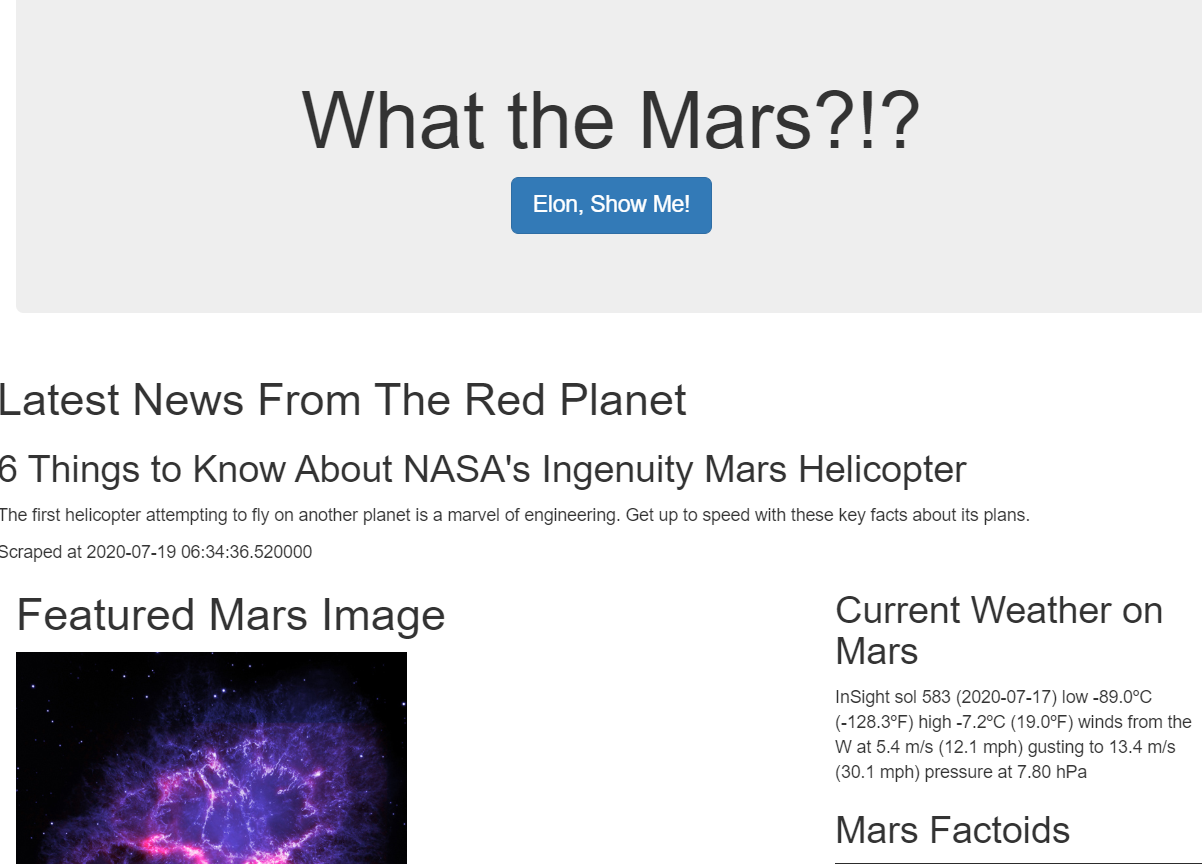 What the Mars?!?
Elon, Show Me!
Latest News From The Red Planet
6 Things to Know About NASA's Ingenuity Mars Helicopter
The first helicopter attempting to fly on another planet is a marvel of engineering. Get up to speed with these key facts about its plans.
Scraped at 2020-07-19 06:34:36.520000
Featured Mars Image
Current Weather on
Mars
InSight sol 583 (2020-07-17) low -89.0ºC
(-128.3ºF) high -7.2ºC (19.0ºF) winds from the
W at 5.4 m/s (12.1 mph) gusting to 13.4 m/s
(30.1 mph) pressure at 7.80 hPa
Mars Factoids